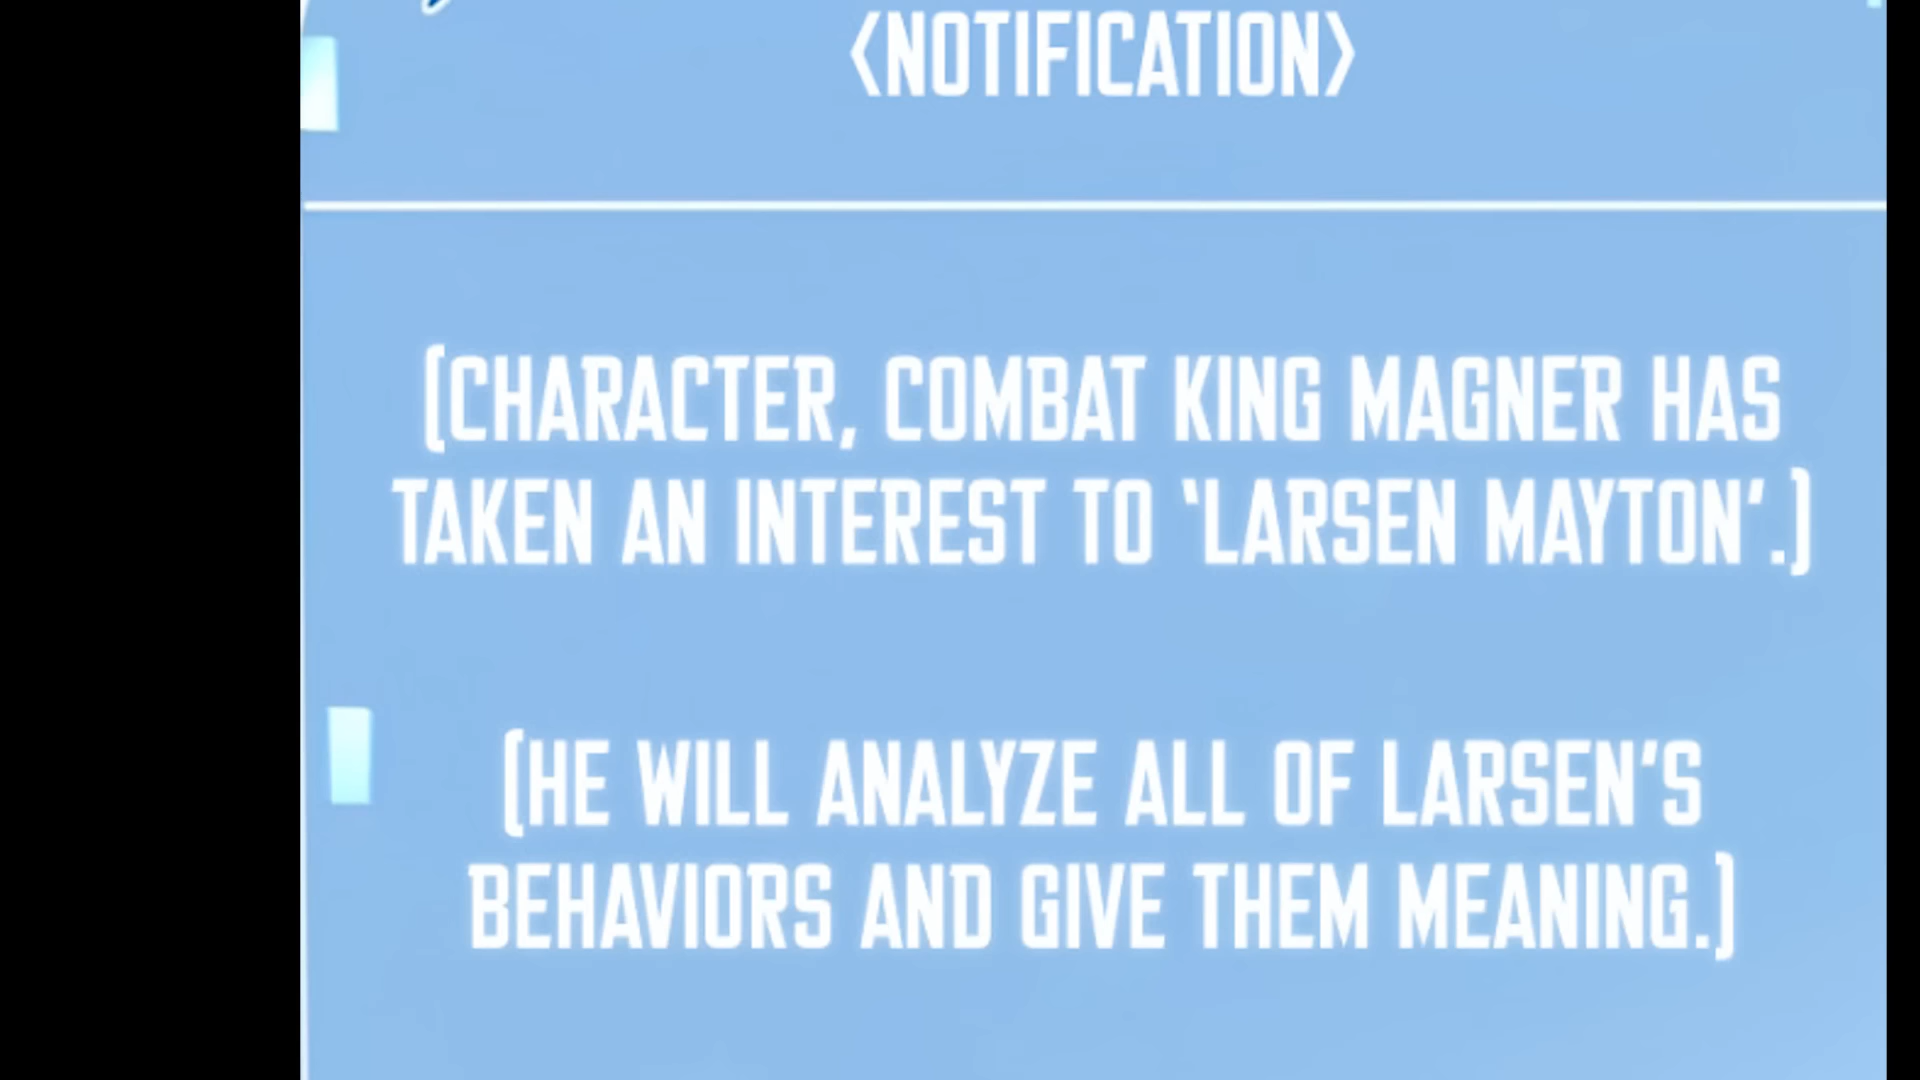 〈NOTIFICATION〉
[CHARACTER, COMBAT KING MAGNER HAS
TAKEN AN INTEREST TO ‘LARSEN MAYTON’.]
[HE WILL ANALYZE ALL OF LARSEN’S
BEHAVIORS AND GIVE THEM MEANING.]